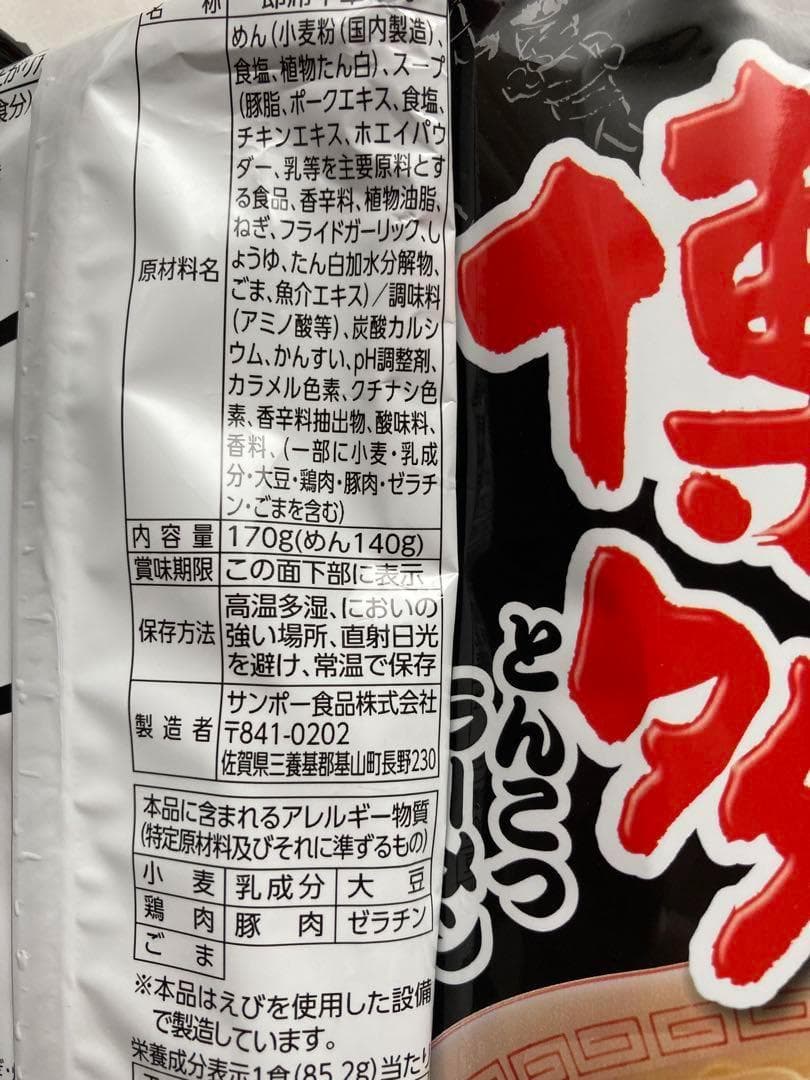 名 称
めん(小麦粉(国内製造)、
食塩、植物たん白)、スープ
(豚脂、ポークエキス、食塩、
チキンエキス、ホエイパウ
ダー、乳等を主要原料とす
る食品、香辛料、植物油脂、
ねぎ、フライドガーリック、し
ょうゆ、たん白加水分解物、
ごま、魚介エキス)/調味料
(アミノ酸等)、炭酸カルシ
ウム、かんすい、pH調整剤、
カラメル色素、クチナシ色
素、香辛料抽出物、酸味料、
香料、(一部に小麦・乳成
分・大豆・鶏肉・豚肉・ゼラチ
ン・ごまを含む)
原材料名
内容量 170g(めん140g)
賞味期限 この面下部に表示
保存方法
高温多湿、においの
強い場所、直射日光
を避け、常温で保存
製造者
サンポー食品株式会社
〒841-0202
佐賀県三養基郡基山町長野230
本品に含まれるアレルギー物質
(特定原材料及びそれに準ずるもの)
小麦 乳成分 大豆
鶏肉 豚肉 ゼラチン
ごま
※本品はえびを使用した設備
で製造しています。
栄養成分表示1食(85.2g)当たり
食分)
博多
とんこつ
ラーメン